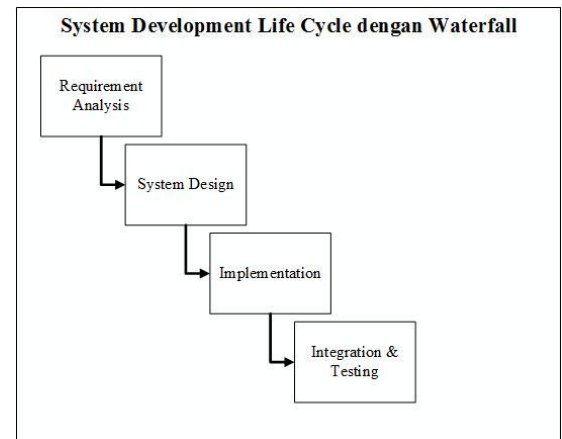 System Development Life Cycle dengan Waterfall
Requirement
Analysis
System Design
Implementation
Integration &
Testing